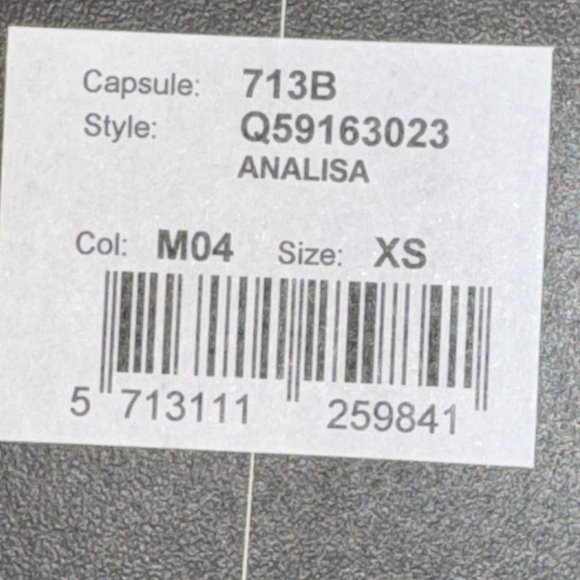 Capsule: 713B
Style: Q59163023
ANALISA
Col: M04 Size: XS
5 713111 259841